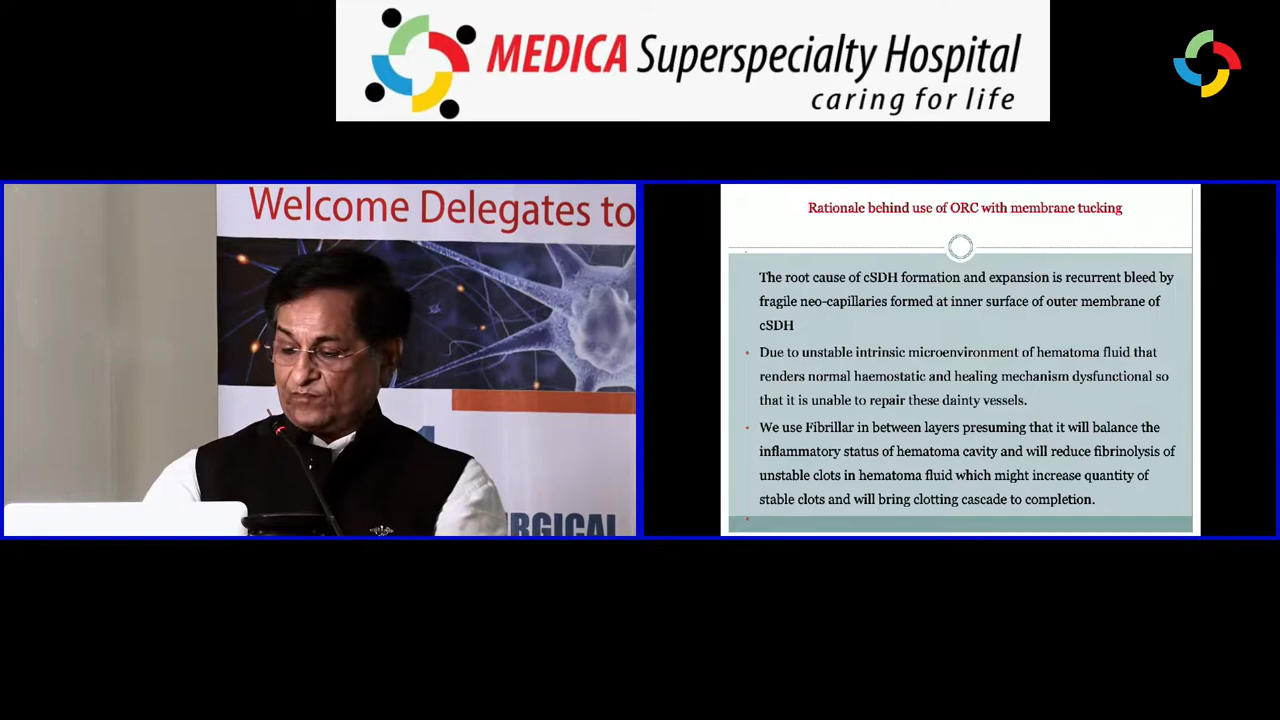 MEDICA Superspecialty Hospital
caring for life
Welcome Delegates to
RGICAL
Rationale behind use of ORC with membrane tucking
The root cause of cSDH formation and expansion is recurrent bleed by
fragile neo-capillaries formed at inner surface of outer membrane of
cSDH
• Due to unstable intrinsic microenvironment of hematoma fluid that
renders normal haemostatic and healing mechanism dysfunctional so
that it is unable to repair these dainty vessels.
• We use Fibrillar in between layers presuming that it will balance the
inflammatory status of hematoma cavity and will reduce fibrinolysis of
unstable clots in hematoma fluid which might increase quantity of
stable clots and will bring clotting cascade to completion.